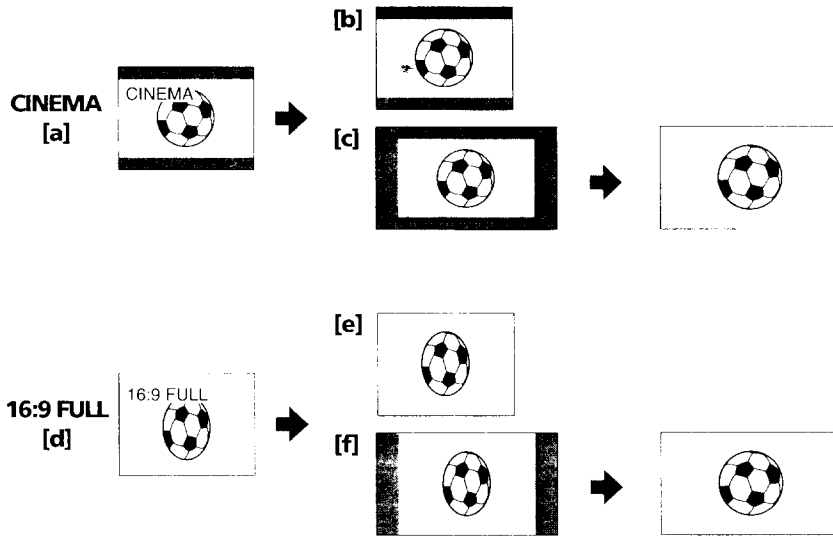 [b]
CINEMA
CINEMA
[a]
[c]
[e]
16:9 FULL
16:9 FULL
[d]
[f]